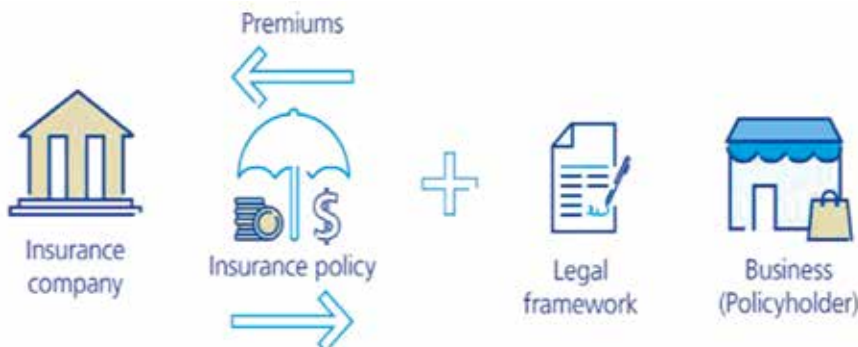 Premiums
Insurance
company
Insurance policy
$
Legal
framework
Business
(Policyholder)